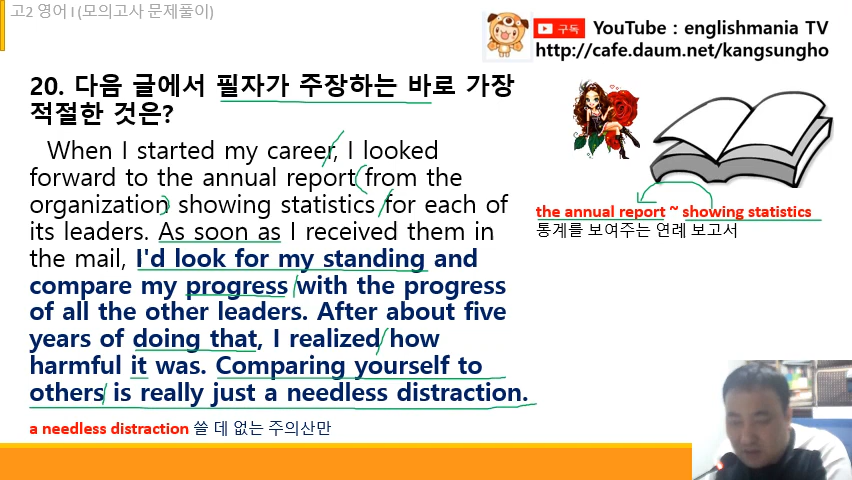 고2 영어 I (모의고사 문제풀이)
구독
YouTube : englishmania TV
http://cafe.daum.net/kangsungho
20. 다음 글에서 필자가 주장하는 바로 가장
적절한 것은?
When I started my career, I looked
forward to the annual report from the
organization showing statistics for each of
its leaders. As soon as I received them in
the mail, I'd look for my standing and
compare my progress with the progress
of all the other leaders. After about five
years of doing that, I realized how
harmful it was. Comparing yourself to
others is really just a needless distraction.
a needless distraction 쓸 데 없는 주의산만
the annual report ~ showing statistics
통계를 보여주는 연례 보고서